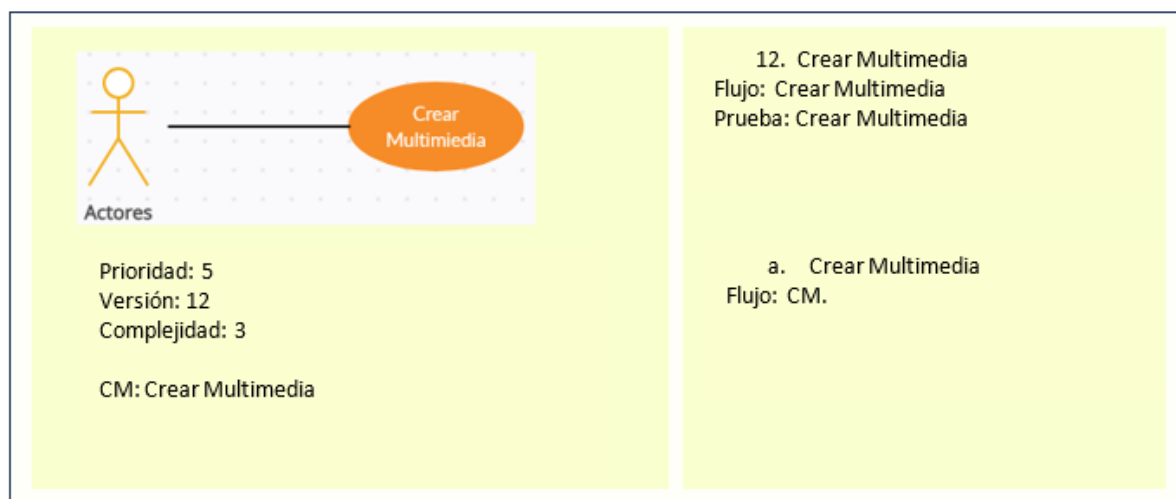 Crear
Multimiedia
Actores
Prioridad: 5
Versión: 12
Complejidad: 3
CM: Crear Multimedia
12. Crear Multimedia
Flujo: Crear Multimedia
Prueba: Crear Multimedia
a. Crear Multimedia
Flujo: CM.